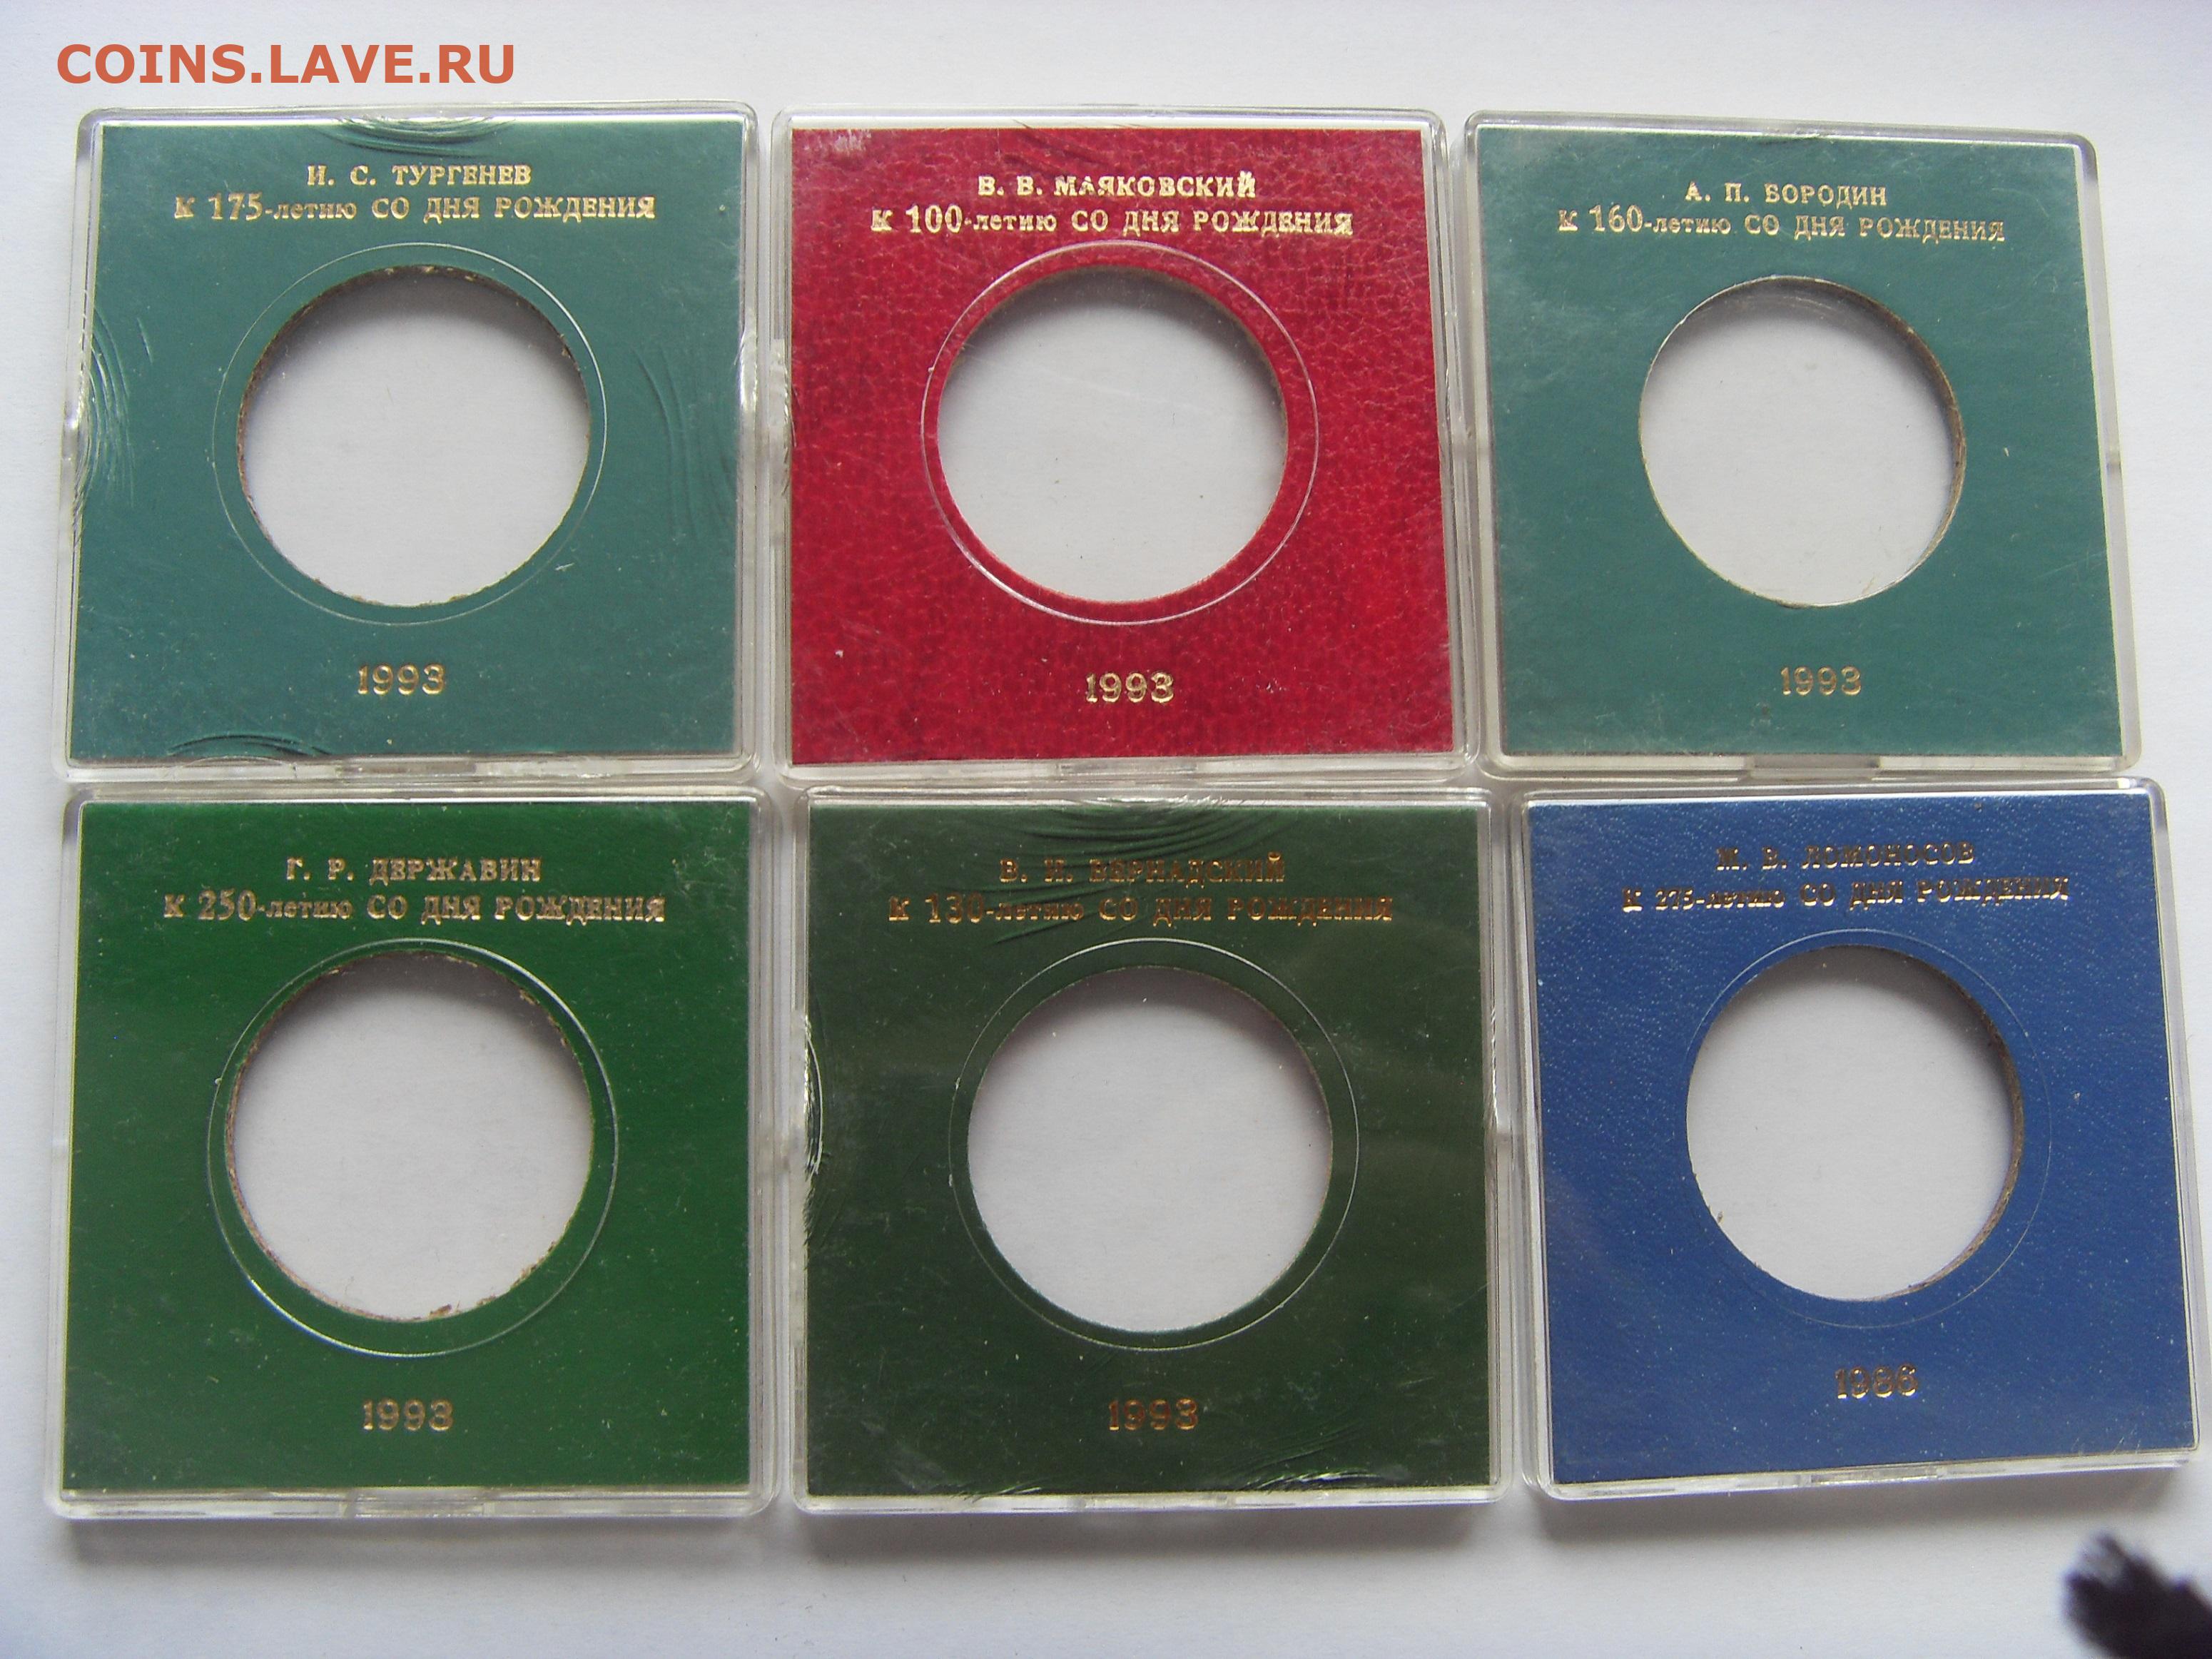 COINS.LAVE.RU
И. С. ТУРГЕНЕВ
К 175-летию СО ДНЯ РОЖДЕНИЯ
1993
В. В. МАЯКОВСКИЙ
К 100-летию СО ДНЯ РОЖДЕНИЯ
1993
А. П. БОРОДИН
К 160-летию СО ДНЯ РОЖДЕНИЯ
1993
Г. Р. ДЕРЖАВИН
К 250-летию СО ДНЯ РОЖДЕНИЯ
1993
В. И. ВЕРНАДСКИЙ
К 130-летию СО ДНЯ РОЖДЕНИЯ
1993
М. В. ЛОМОНОСОВ
К 275-летию СО ДНЯ РОЖДЕНИЯ
1986